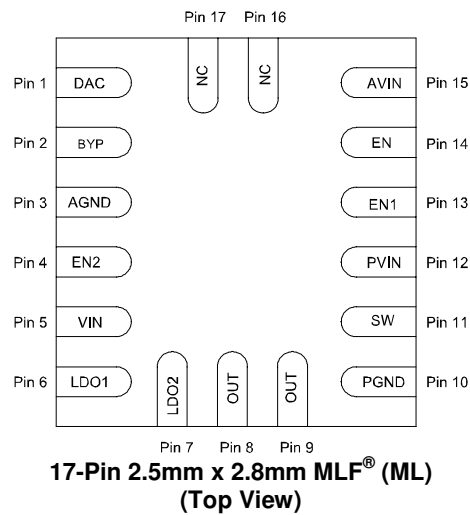 Pin 17 Pin 16
NC NC
Pin 1 DAC AVIN Pin 15
Pin 2 BYP EN Pin 14
Pin 3 AGND EN1 Pin 13
Pin 4 EN2 PVIN Pin 12
Pin 5 VIN SW Pin 11
Pin 6 LDO1 PGND Pin 10
LDO2 OUT OUT
Pin 7 Pin 8 Pin 9
17-Pin 2.5mm x 2.8mm MLF® (ML)
(Top View)